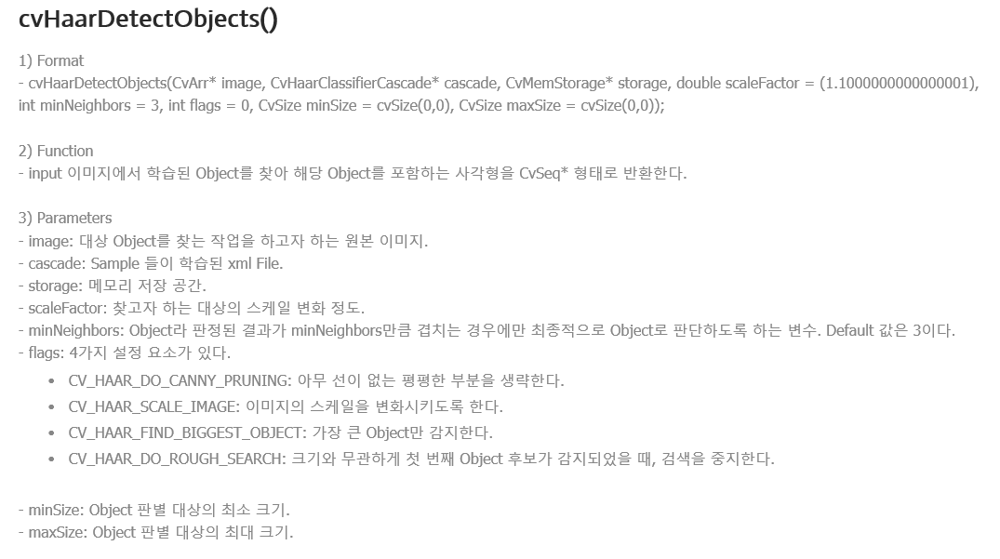 cvHaarDetectObjects()
1) Format
- cvHaarDetectObjects(CvArr* image, CvHaarClassifierCascade* cascade, CvMemStorage* storage, double scaleFactor = (1.1000000000000001),
int minNeighbors = 3, int flags = 0, CvSize minSize = cvSize(0,0), CvSize maxSize = cvSize(0,0));
2) Function
- input 이미지에서 학습된 Object를 찾아 해당 Object를 포함하는 사각형을 CvSeq* 형태로 반환한다.
3) Parameters
- image: 대상 Object를 찾는 작업을 하고자 하는 원본 이미지.
- cascade: Sample 들이 학습된 xml File.
- storage: 메모리 저장 공간.
- scaleFactor: 찾고자 하는 대상의 스케일 변화 정도.
- minNeighbors: Object라 판정된 결과가 minNeighbors만큼 겹치는 경우에만 최종적으로 Object로 판단하도록 하는 변수. Default 값은 3이다.
- flags: 4가지 설정 요소가 있다.
• CV_HAAR_DO_CANNY_PRUNING: 아무 선이 없는 평평한 부분을 생략한다.
• CV_HAAR_SCALE_IMAGE: 이미지의 스케일을 변화시키도록 한다.
• CV_HAAR_FIND_BIGGEST_OBJECT: 가장 큰 Object만 감지한다.
• CV_HAAR_DO_ROUGH_SEARCH: 크기와 무관하게 첫 번째 Object 후보가 감지되었을 때, 검색을 중지한다.
- minSize: Object 판별 대상의 최소 크기.
- maxSize: Object 판별 대상의 최대 크기.